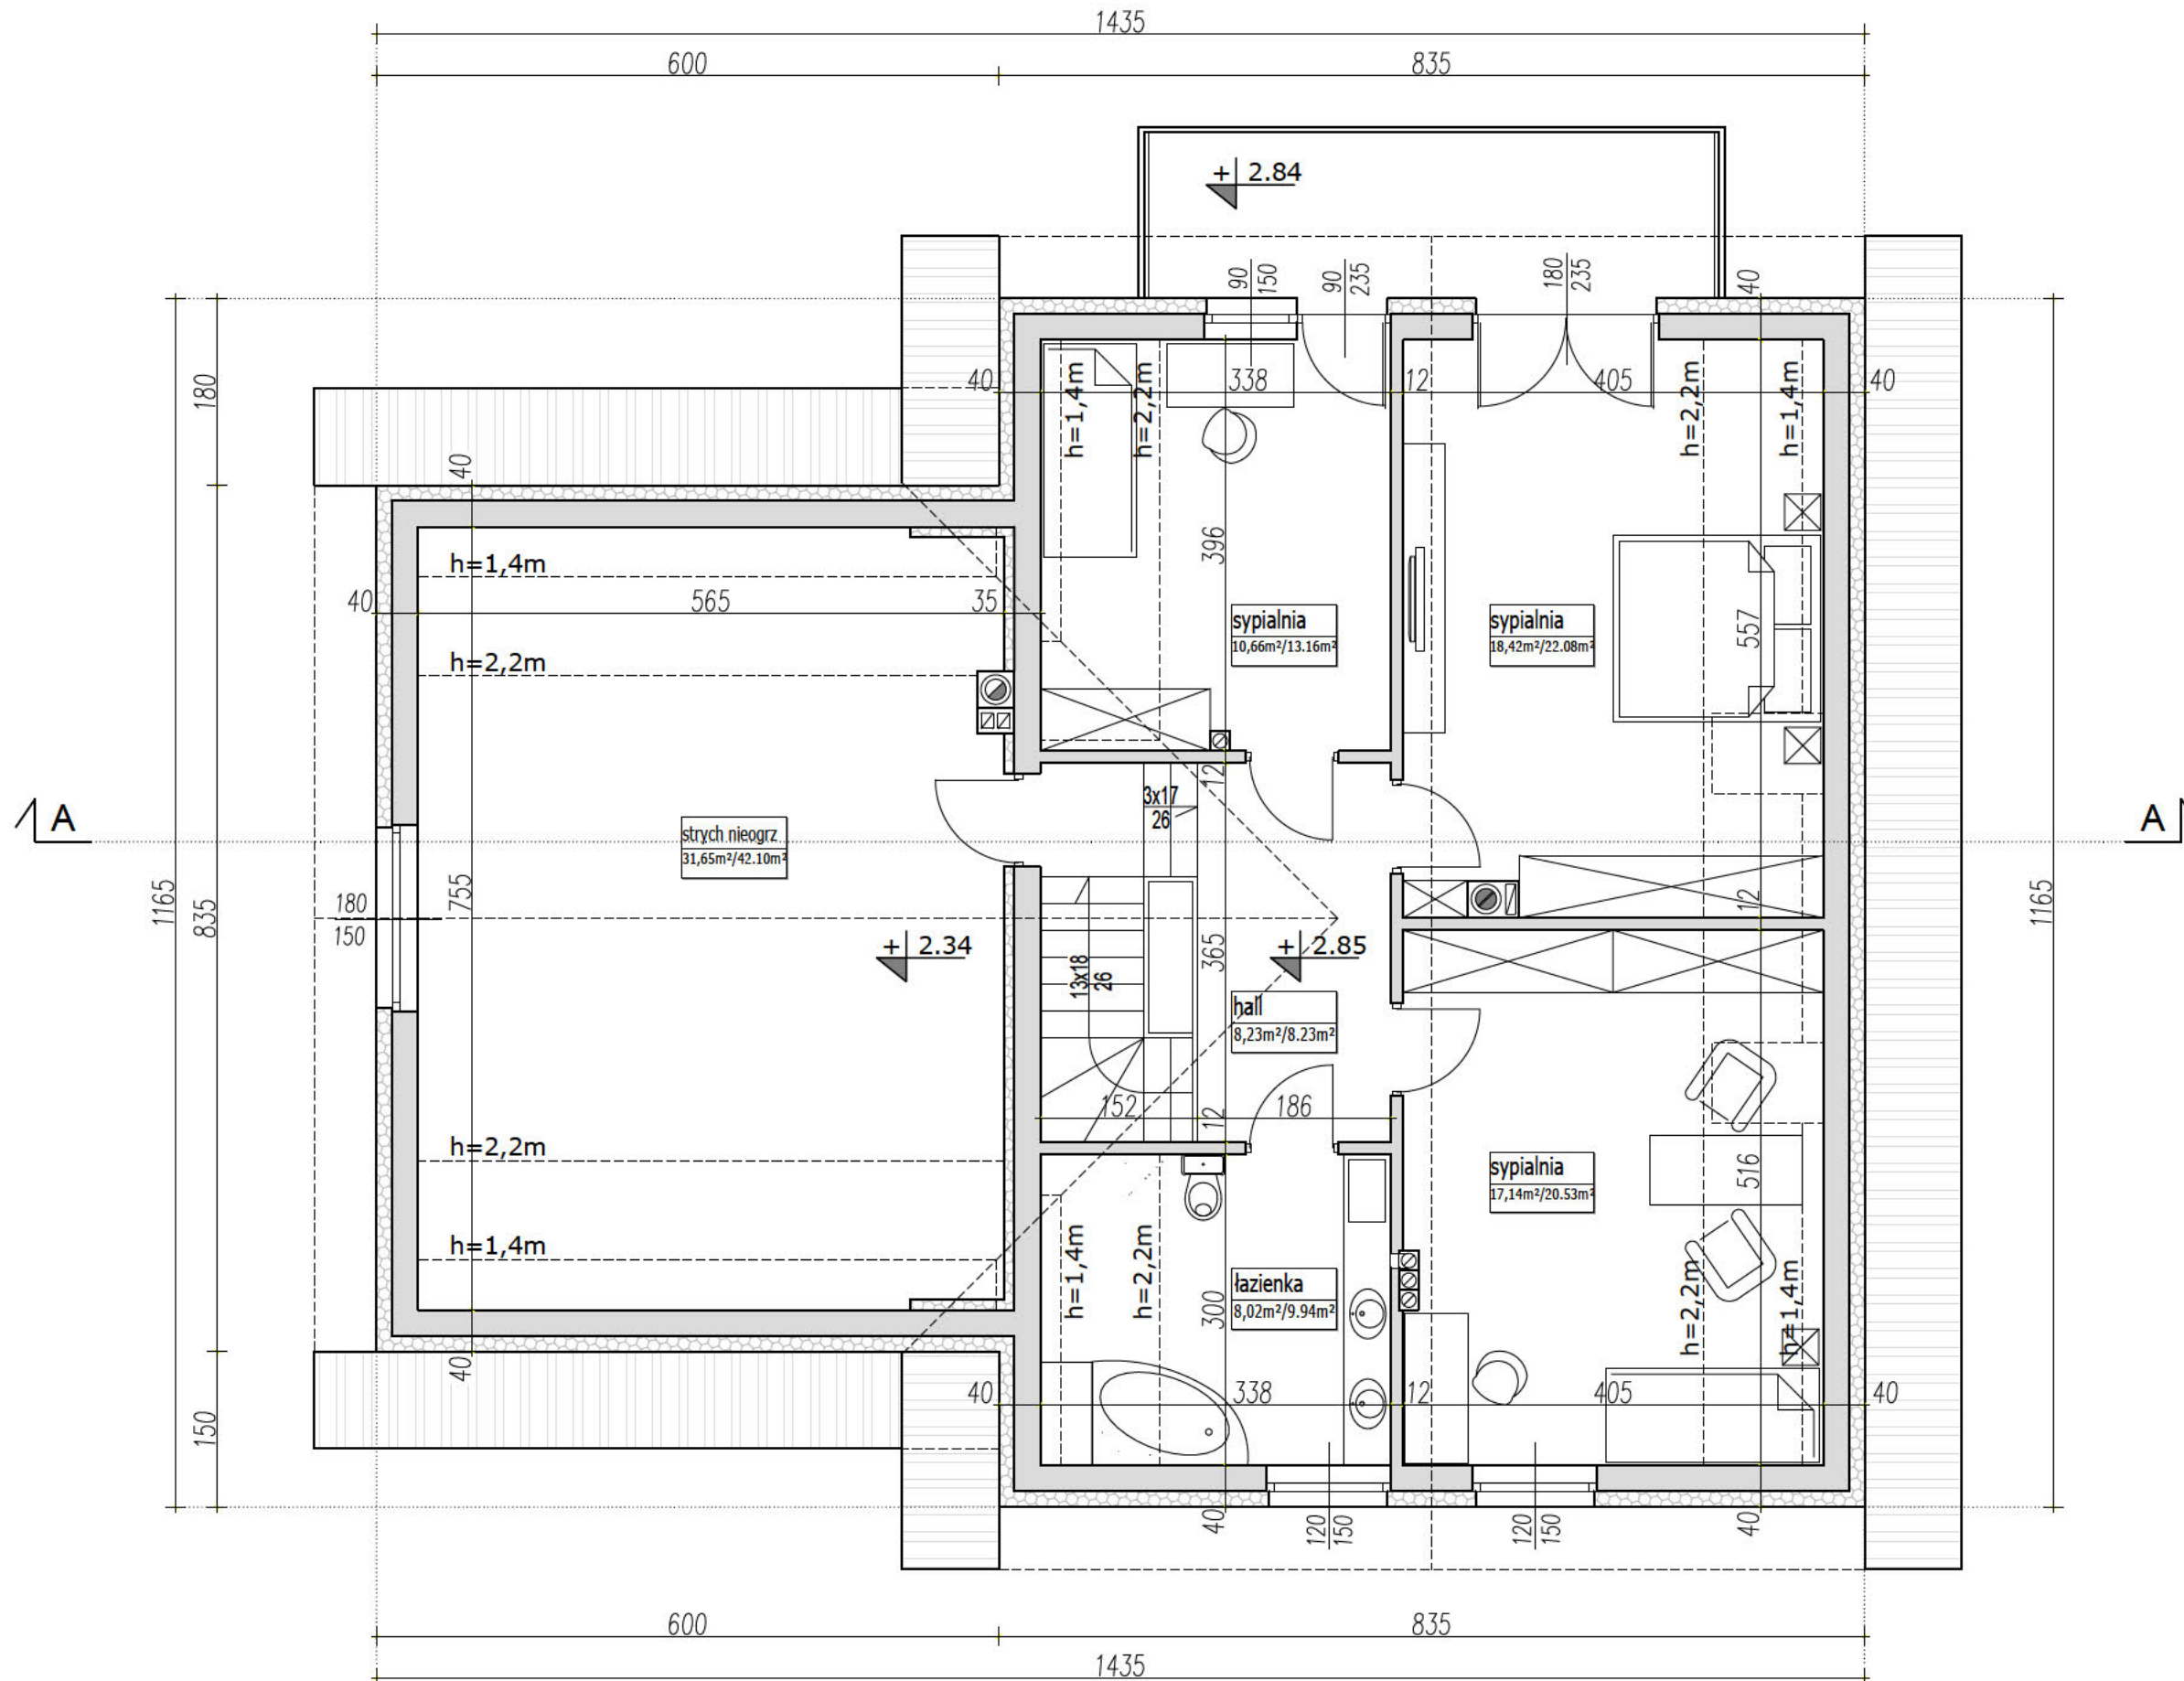 1435
600
835
+ 2.84
90
150
90
235
180
235
40
180
40
h=1,4m
h=2,2m
338
12
405
h=2,2m
h=1,4m
40
40
396
h=1,4m
40
565
35
sypialnia
10,66m²/13.16m²
sypialnia
18,42m²/22.08m²
557
h=2,2m
12
3x17
26
A
A
strych nieogrz
31,65m²/42.10m²
1165
835
180
150
755
12
1165
+ 2.34
13x18
26
365
+ 2.85
hall
8,23m²/8.23m²
152
12
186
h=2,2m
sypialnia
17,14m²/20.53m²
516
h=1,4m
h=1,4m
h=2,2m
łazienka
8,02m²/9.94m²
300
h=2,2m
h=1,4m
40
150
40
338
12
405
40
40
120
150
120
150
40
600
835
1435